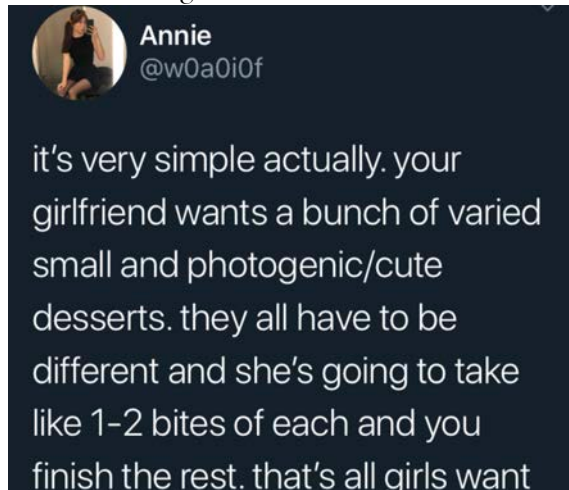 Annie
@w0a0i0f
it's very simple actually. your
girlfriend wants a bunch of varied
small and photogenic/cute
desserts. they all have to be
different and she's going to take
like 1-2 bites of each and you
finish the rest. that's all girls want